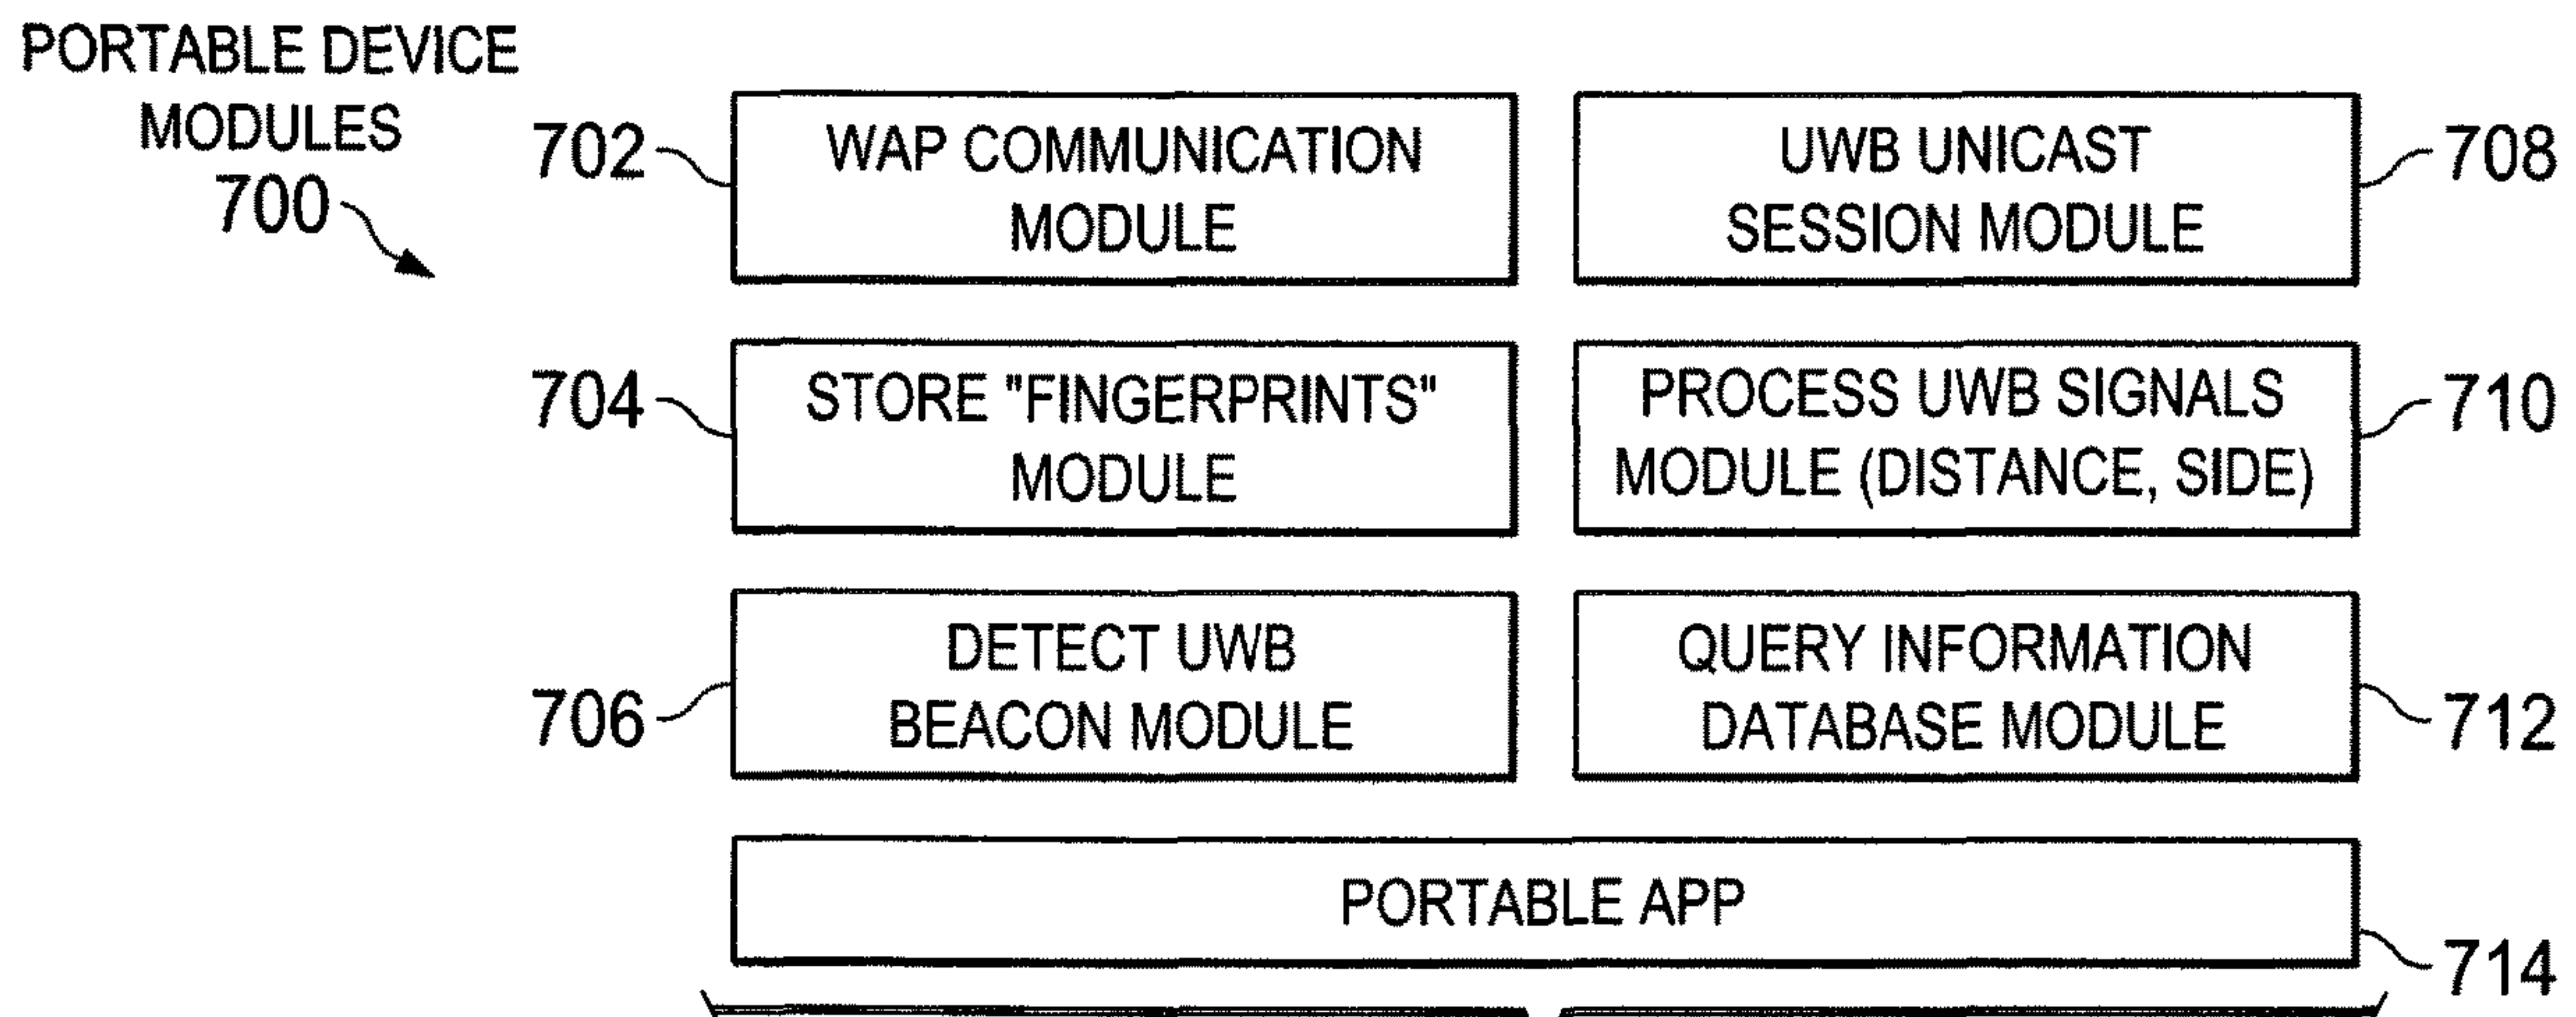 PORTABLE DEVICE
MODULES
700
702
WAP COMMUNICATION
MODULE
UWB UNICAST
SESSION MODULE
708
704
STORE "FINGERPRINTS"
MODULE
PROCESS UWB SIGNALS
MODULE (DISTANCE, SIDE)
710
706
DETECT UWB
BEACON MODULE
QUERY INFORMATION
DATABASE MODULE
712
PORTABLE APP
714